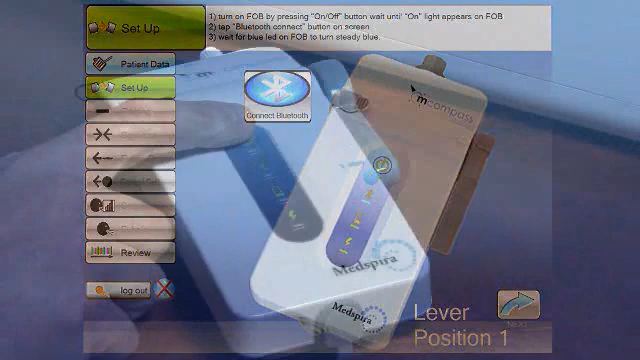 Set Up
1) turn on FOB by pressing "On/Off" button wait until "On" light appears on FOB
2) tap "Bluetooth connect" button on screen
3) wait for blue led on FOB to turn steady blue.
Patient Data
Set Up
Connect Bluetooth
mcompass
Review
log out
Medspira
Medspira
Lever
Position 1
NEXT